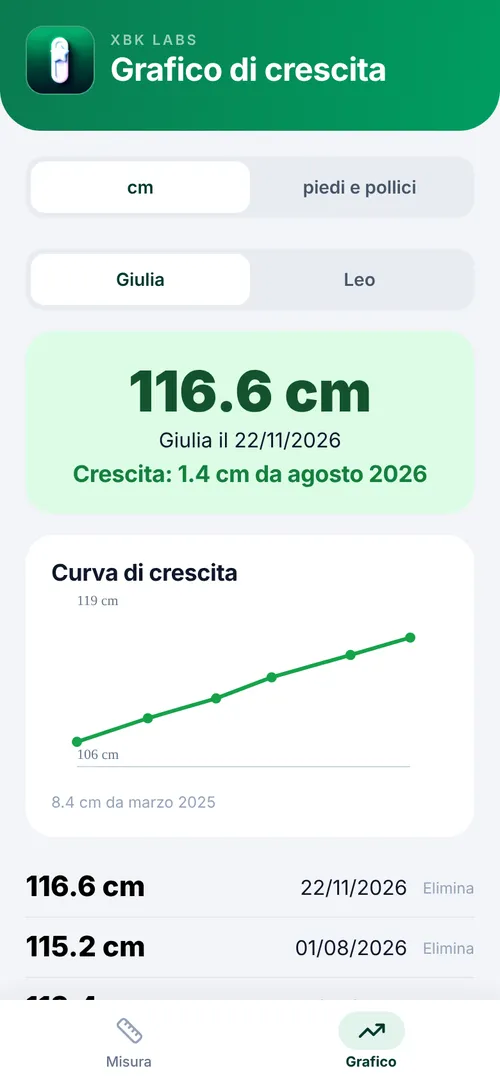 XBK LABS
Grafico di crescita
cm
piedi e pollici
Giulia
Leo
116.6 cm
Giulia il 22/11/2026
Crescita: 1.4 cm da agosto 2026
Curva di crescita
119 cm
106 cm
8.4 cm da marzo 2025
116.6 cm 22/11/2026 Elimina
115.2 cm 01/08/2026 Elimina
Misura
Grafico